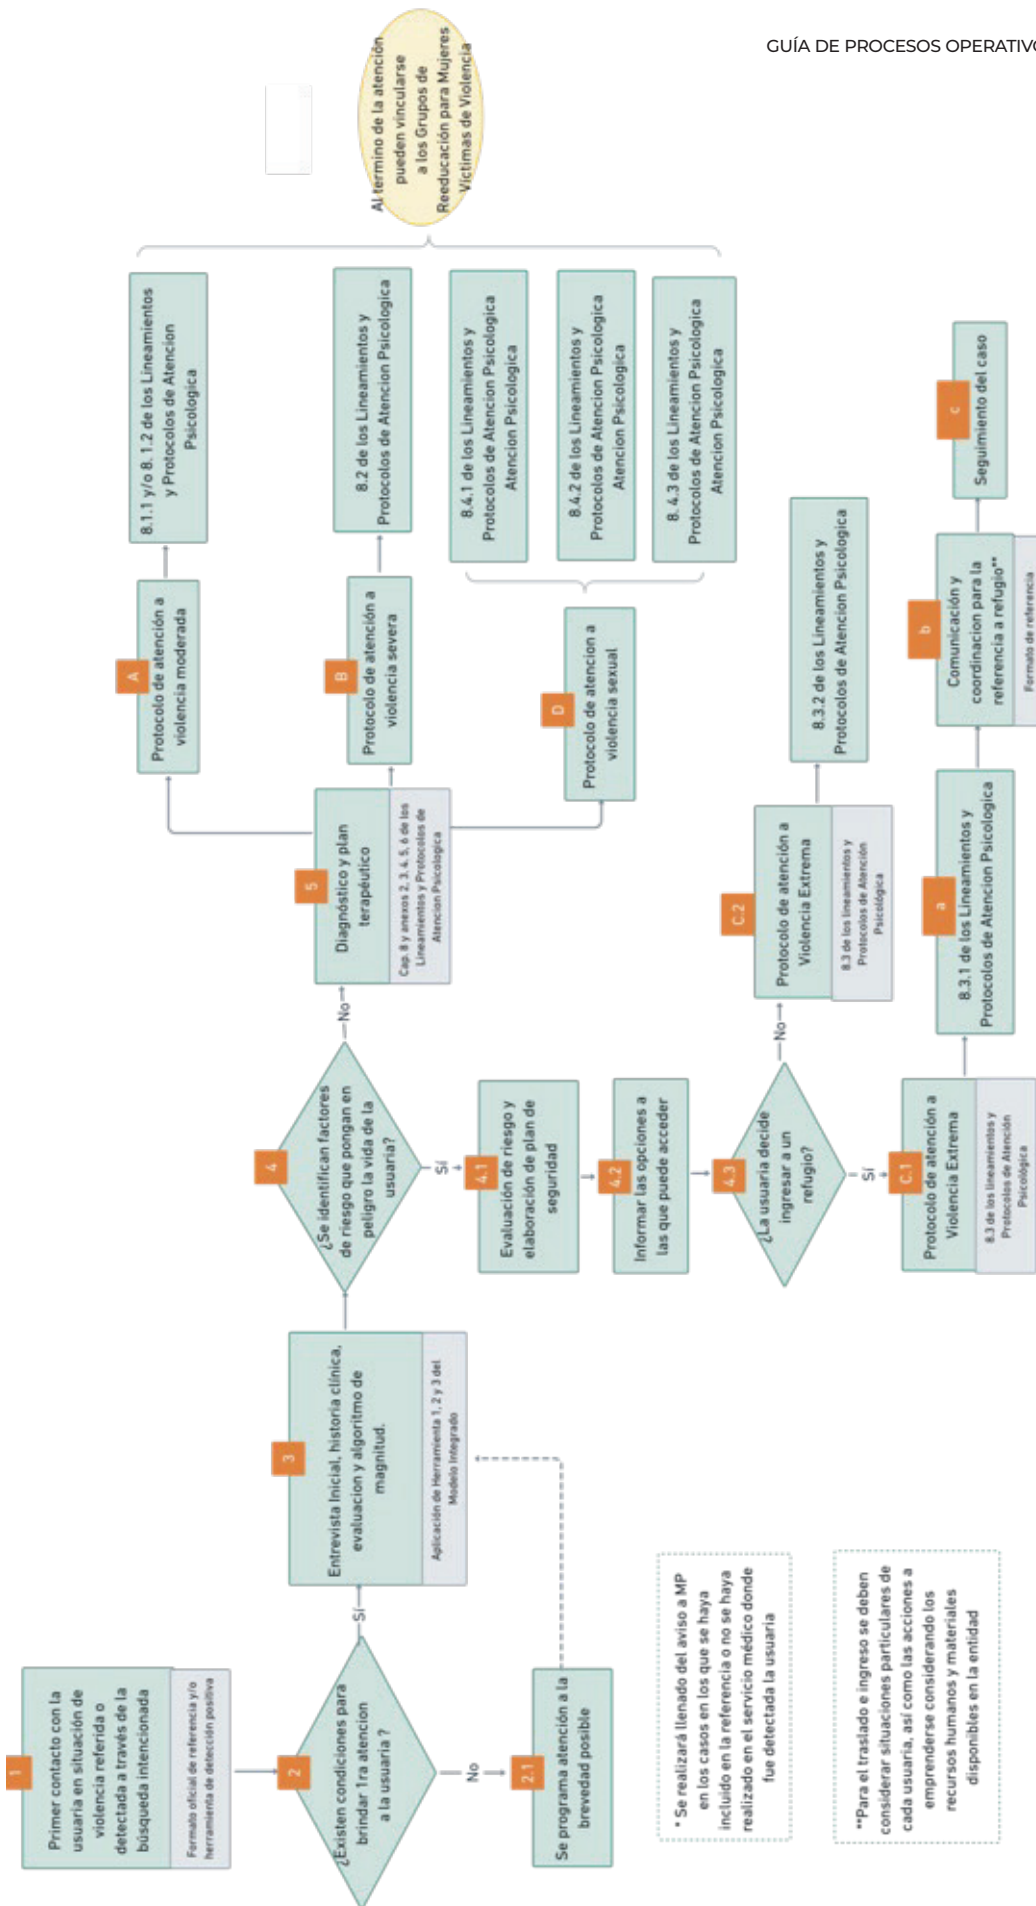 GUÍA DE PROCESOS OPERATIVO
1
Primer contacto con la
usuaria en situación de
violencia referida o
detectada a través de la
búsqueda intencionada
Formato oficial de referencia y/o
herramienta de detección positiva
2
¿Existen condiciones para
brindar 1ra atencion
a la usuaria ?
No
2.1
Se programa atención a la
brevedad posible
Sí
3
Entrevista Inicial, historia clínica,
evaluacion y algoritmo de
magnitud.
Aplicación de Herramienta 1, 2 y 3 del
Modelo Integrado
4
¿Se identifican factores
de riesgo que pongan en
peligro la vida de la
usuaria?
Sí
4.1
Evaluación de riesgo y
elaboración de plan de
seguridad
4.2
Informar las opciones a
las que puede acceder
4.3
¿La usuaria decide
ingresar a un
refugio?
Sí
C.1
Protocolo de atención a
Violencia Extrema
8.3 de los lineamientos y
Protocolos de Atención
Psicológica
a
8.3.1 de los Lineamientos y
Protocolos de Atencion Psicologica
b
Comunicación y
coordinacion para la
referencia a refugio**
Formato de referencia
c
Seguimiento del caso
No
C.2
Protocolo de atención a
Violencia Extrema
8.3 de los lineamientos y
Protocolos de Atención
Psicológica
8.3.2 de los Lineamientos y
Protocolos de Atencion Psicologica
No
5
Diagnóstico y plan
terapéutico
Cap. 8 y anexos 2, 3, 4, 5, 6 de los
Lineamientos y Protocolos de
Atencion Psicologica
A
Protocolo de atención a
violencia moderada
8.1.1 y/o 8. 1.2 de los Lineamientos
y Protocolos de Atencion
Psicologica
B
Protocolo de atención a
violencia severa
8.2 de los Lineamientos y
Protocolos de Atencion Psicologica
D
Protocolo de atencion a
violencia sexual
8.4.1 de los Lineamientos y
Protocolos de Atencion Psicologica
Atencion Psicologica
8.4.2 de los Lineamientos y
Protocolos de Atencion Psicologica
Atencion Psicologica
8. 4.3 de los Lineamientos y
Protocolos de Atencion Psicologica
Atencion Psicologica
Al termino de la atención
pueden vincularse
a los Grupos de
Reeducación para Mujeres
Víctimas de Violencia
* Se realizará llenado del aviso a MP
en los casos en los que se haya
incluido en la referencia o no se haya
realizado en el servicio médico donde
fue detectada la usuaria
**Para el traslado e ingreso se deben
considerar situaciones particulares de
cada usuaria, así como las acciones a
emprenderse considerando los
recursos humanos y materiales
disponibles en la entidad